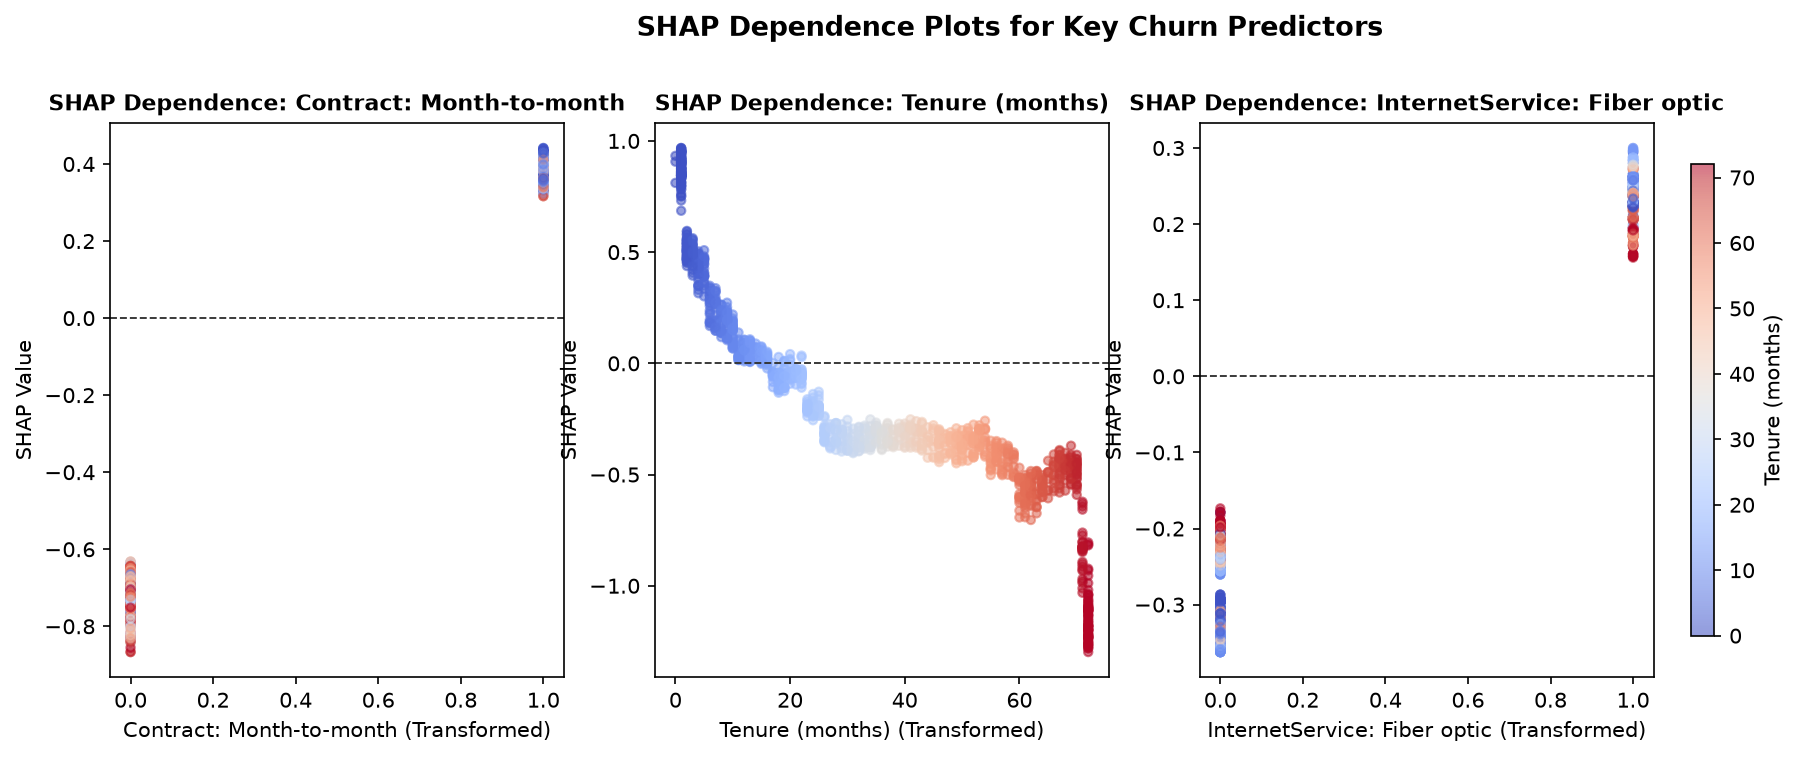 SHAP Dependence Plots for Key Churn Predictors
SHAP Dependence: Contract: Month-to-month
SHAP Value
0.4
0.2
0.0
−0.2
−0.4
−0.6
−0.8
0.0 0.2 0.4 0.6 0.8 1.0
Contract: Month-to-month (Transformed)
SHAP Dependence: Tenure (months)
SHAP Value
1.0
0.5
0.0
−0.5
−1.0
0 20 40 60
Tenure (months) (Transformed)
SHAP Dependence: InternetService: Fiber optic
SHAP Value
0.3
0.2
0.1
0.0
−0.1
−0.2
−0.3
0.0 0.2 0.4 0.6 0.8 1.0
InternetService: Fiber optic (Transformed)
70
60
50
40
30
20
10
0
Tenure (months)